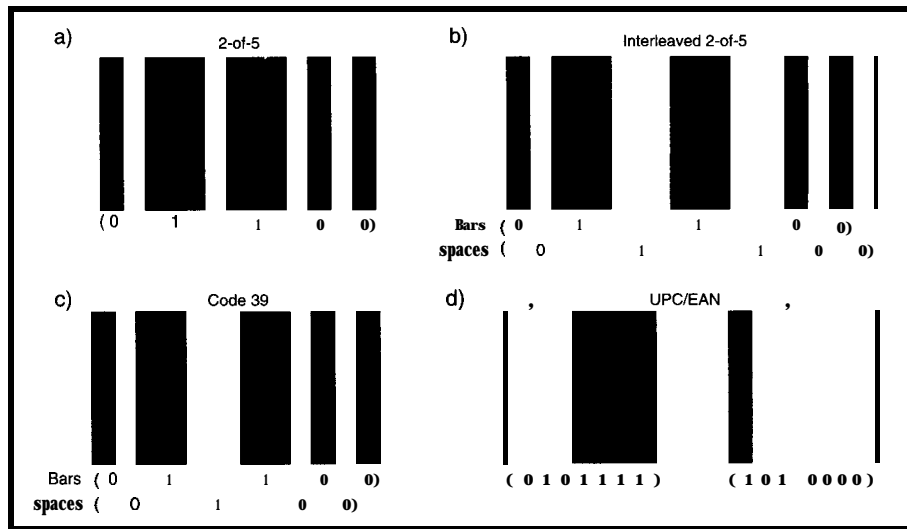 a) 2-of-5
( 0 1 1 0 0)
b) Interleaved 2-of-5
Bars ( 0 1 1 0 0)
spaces ( 0 1 1 0 0)
c) Code 39
Bars ( 0 1 1 0 0)
spaces ( 0 1 0 0)
d) UPC/EAN
, ,
( 0 1 0 1 1 1 1 ) ( 1 0 1 0 0 0 0 )